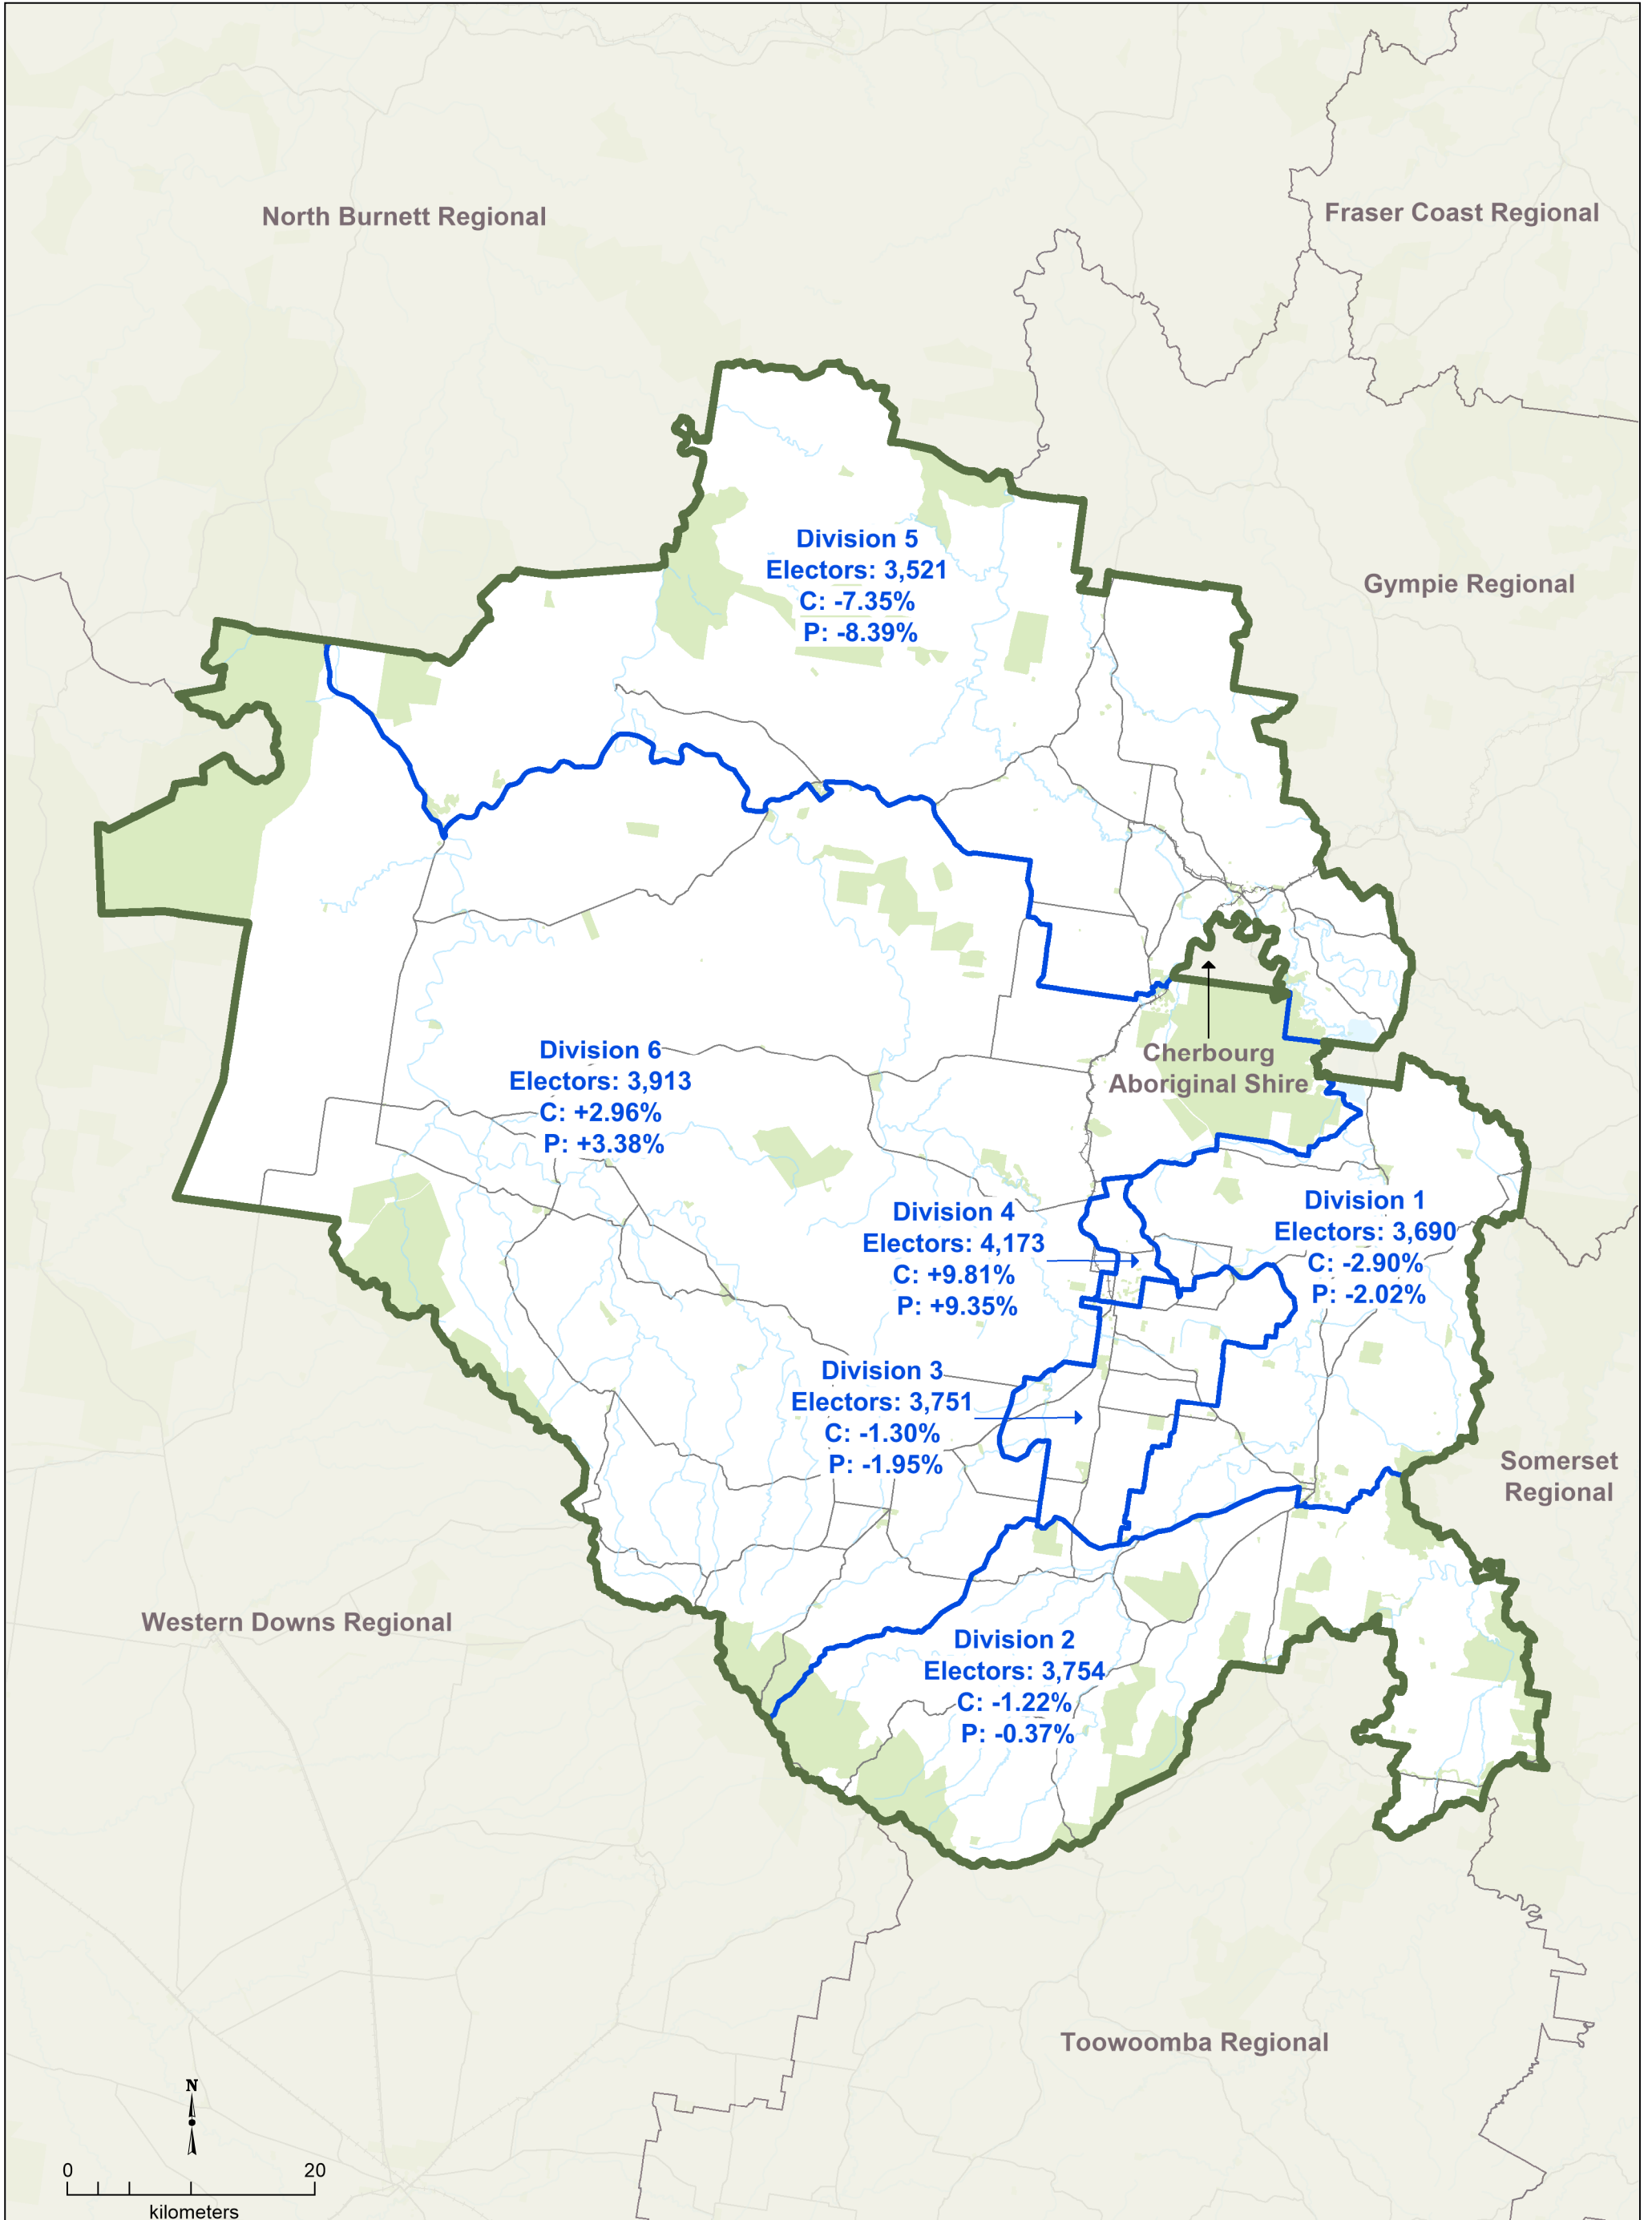 North Burnett Regional
Fraser Coast Regional
Gympie Regional
Division 5
Electors: 3,521
C: -7.35%
P: -8.39%
Cherbourg
Aboriginal Shire
Division 6
Electors: 3,913
C: +2.96%
P: +3.38%
Division 4
Electors: 4,173
C: +9.81%
P: +9.35%
Division 1
Electors: 3,690
C: -2.90%
P: -2.02%
Division 3
Electors: 3,751
C: -1.30%
P: -1.95%
Somerset
Regional
Western Downs Regional
Division 2
Electors: 3,754
C: -1.22%
P: -0.37%
Toowoomba Regional
N
0 20
kilometers